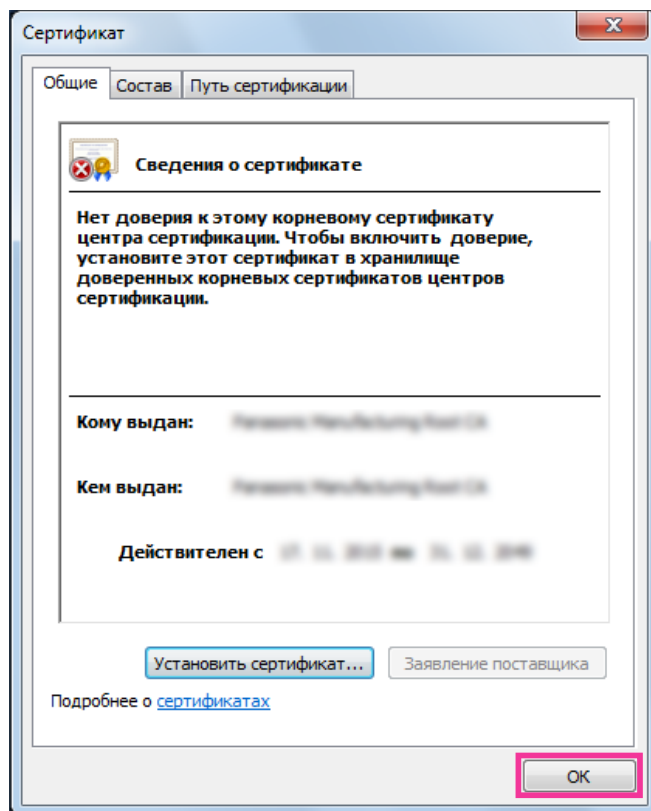 Сертификат
Общие Состав Путь сертификации
Сведения о сертификате
Нет доверия к этому корневому сертификату
центра сертификации. Чтобы включить доверие,
установите этот сертификат в хранилище
доверенных корневых сертификатов центров
сертификации.
Кому выдан:
Кем выдан:
Действителен с
Установить сертификат... Заявление поставщика
Подробнее о сертификатах
ОК